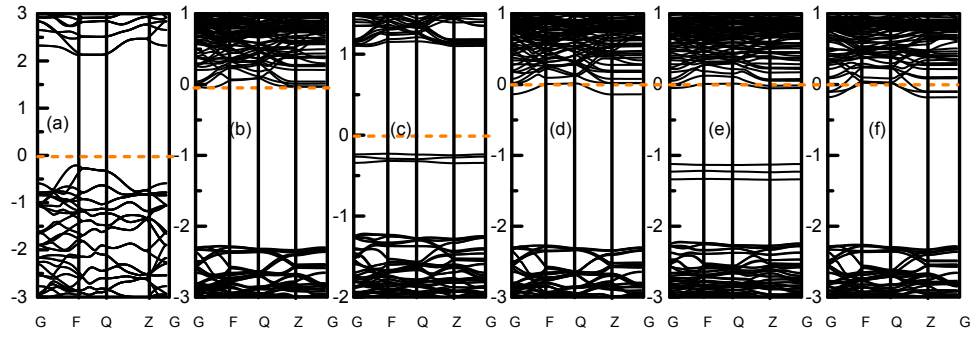 3 1 1 1 1
2 1
1 0 0 0 0
(a) (b) (c) (d) (e) (f)
0 -1 0 -1 -1 -1
-1 -1
-2 -2 -2 -2 -2
-3 -3 -2 -3 -3 -3
G F Q Z G F Q Z G F Q Z G F Q Z G F Q Z G F Q Z G